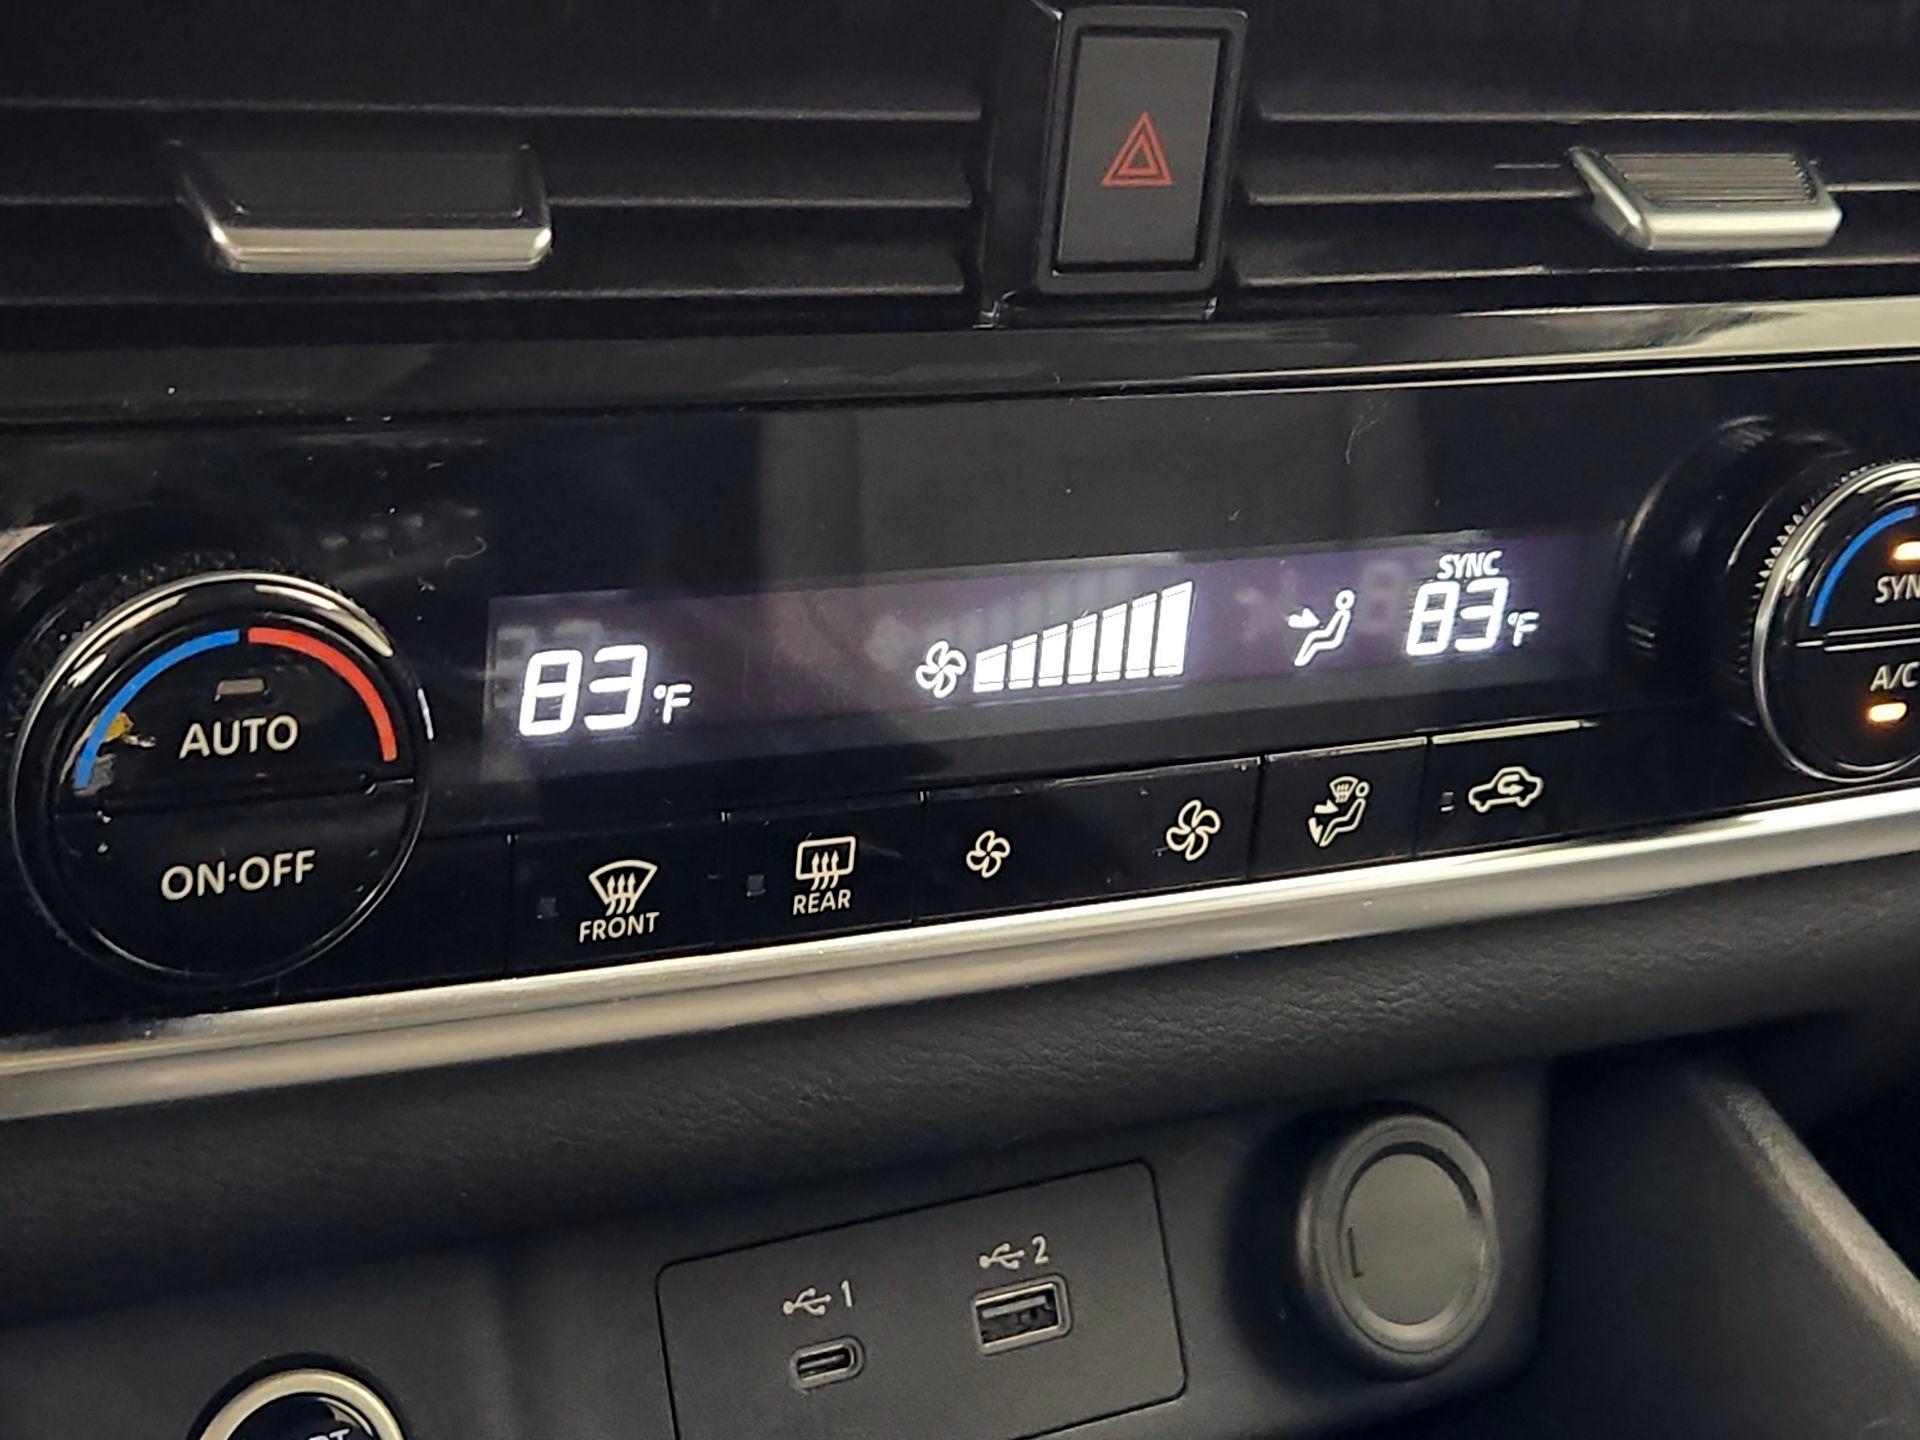 SYNC
83°F
83°F
SYN
A/C
AUTO
ON·OFF
FRONT
REAR
1
2